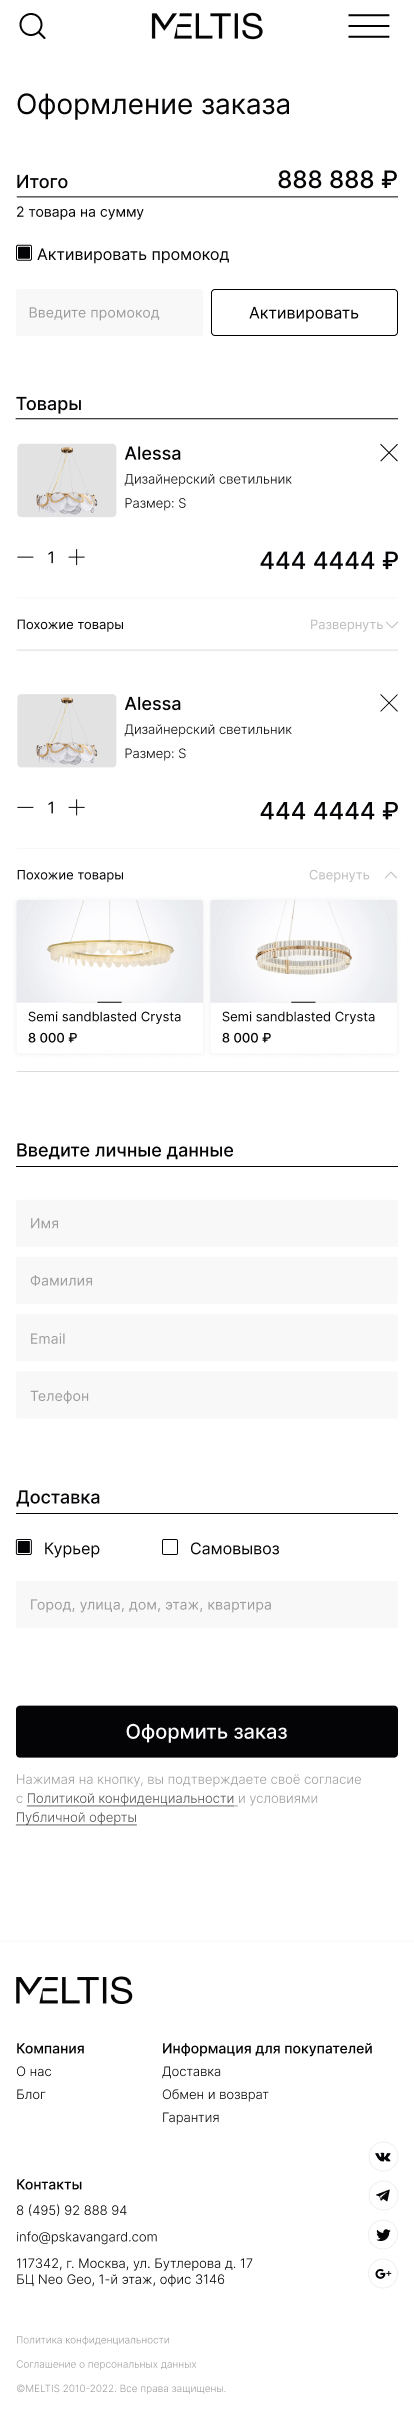 MELTIS
Оформление заказа
Итого 888 888 ₽
2 товара на сумму
Активировать промокод
Введите промокод Активировать
Товары
Alessa
Дизайнерский светильник
Размер: S
1 444 4444 ₽
Похожие товары Развернуть
Alessa
Дизайнерский светильник
Размер: S
1 444 4444 ₽
Похожие товары Свернуть
Semi sandblasted Crysta Semi sandblasted Crysta
8 000 ₽ 8 000 ₽
Введите личные данные
Имя
Фамилия
Email
Телефон
Доставка
Курьер Самовывоз
Город, улица, дом, этаж, квартира
Оформить заказ
Нажимая на кнопку, вы подтверждаете своё согласие
с Политикой конфиденциальности и условиями
Публичной оферты
MELTIS
Компания Информация для покупателей
О нас Доставка
Блог Обмен и возврат
Гарантия
Контакты
8 (495) 92 888 94
info@pskavangard.com
117342, г. Москва, ул. Бутлерова д. 17
БЦ Neo Geo, 1-й этаж, офис 3146
Политика конфиденциальности
Соглашение о персональных данных
©MELTIS 2010-2022. Все права защищены.